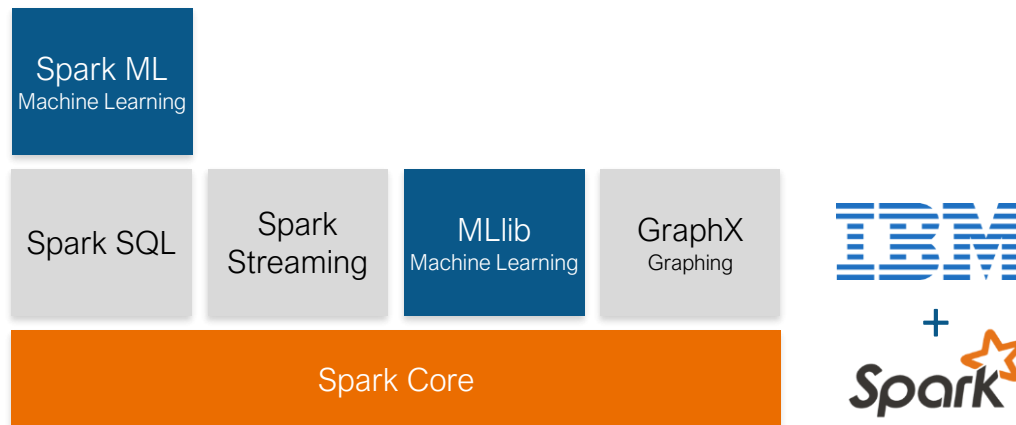 Spark ML
Machine Learning
Spark SQL
Spark
Streaming
MLlib
Machine Learning
GraphX
Graphing
IBM
+
Spark
Spark Core